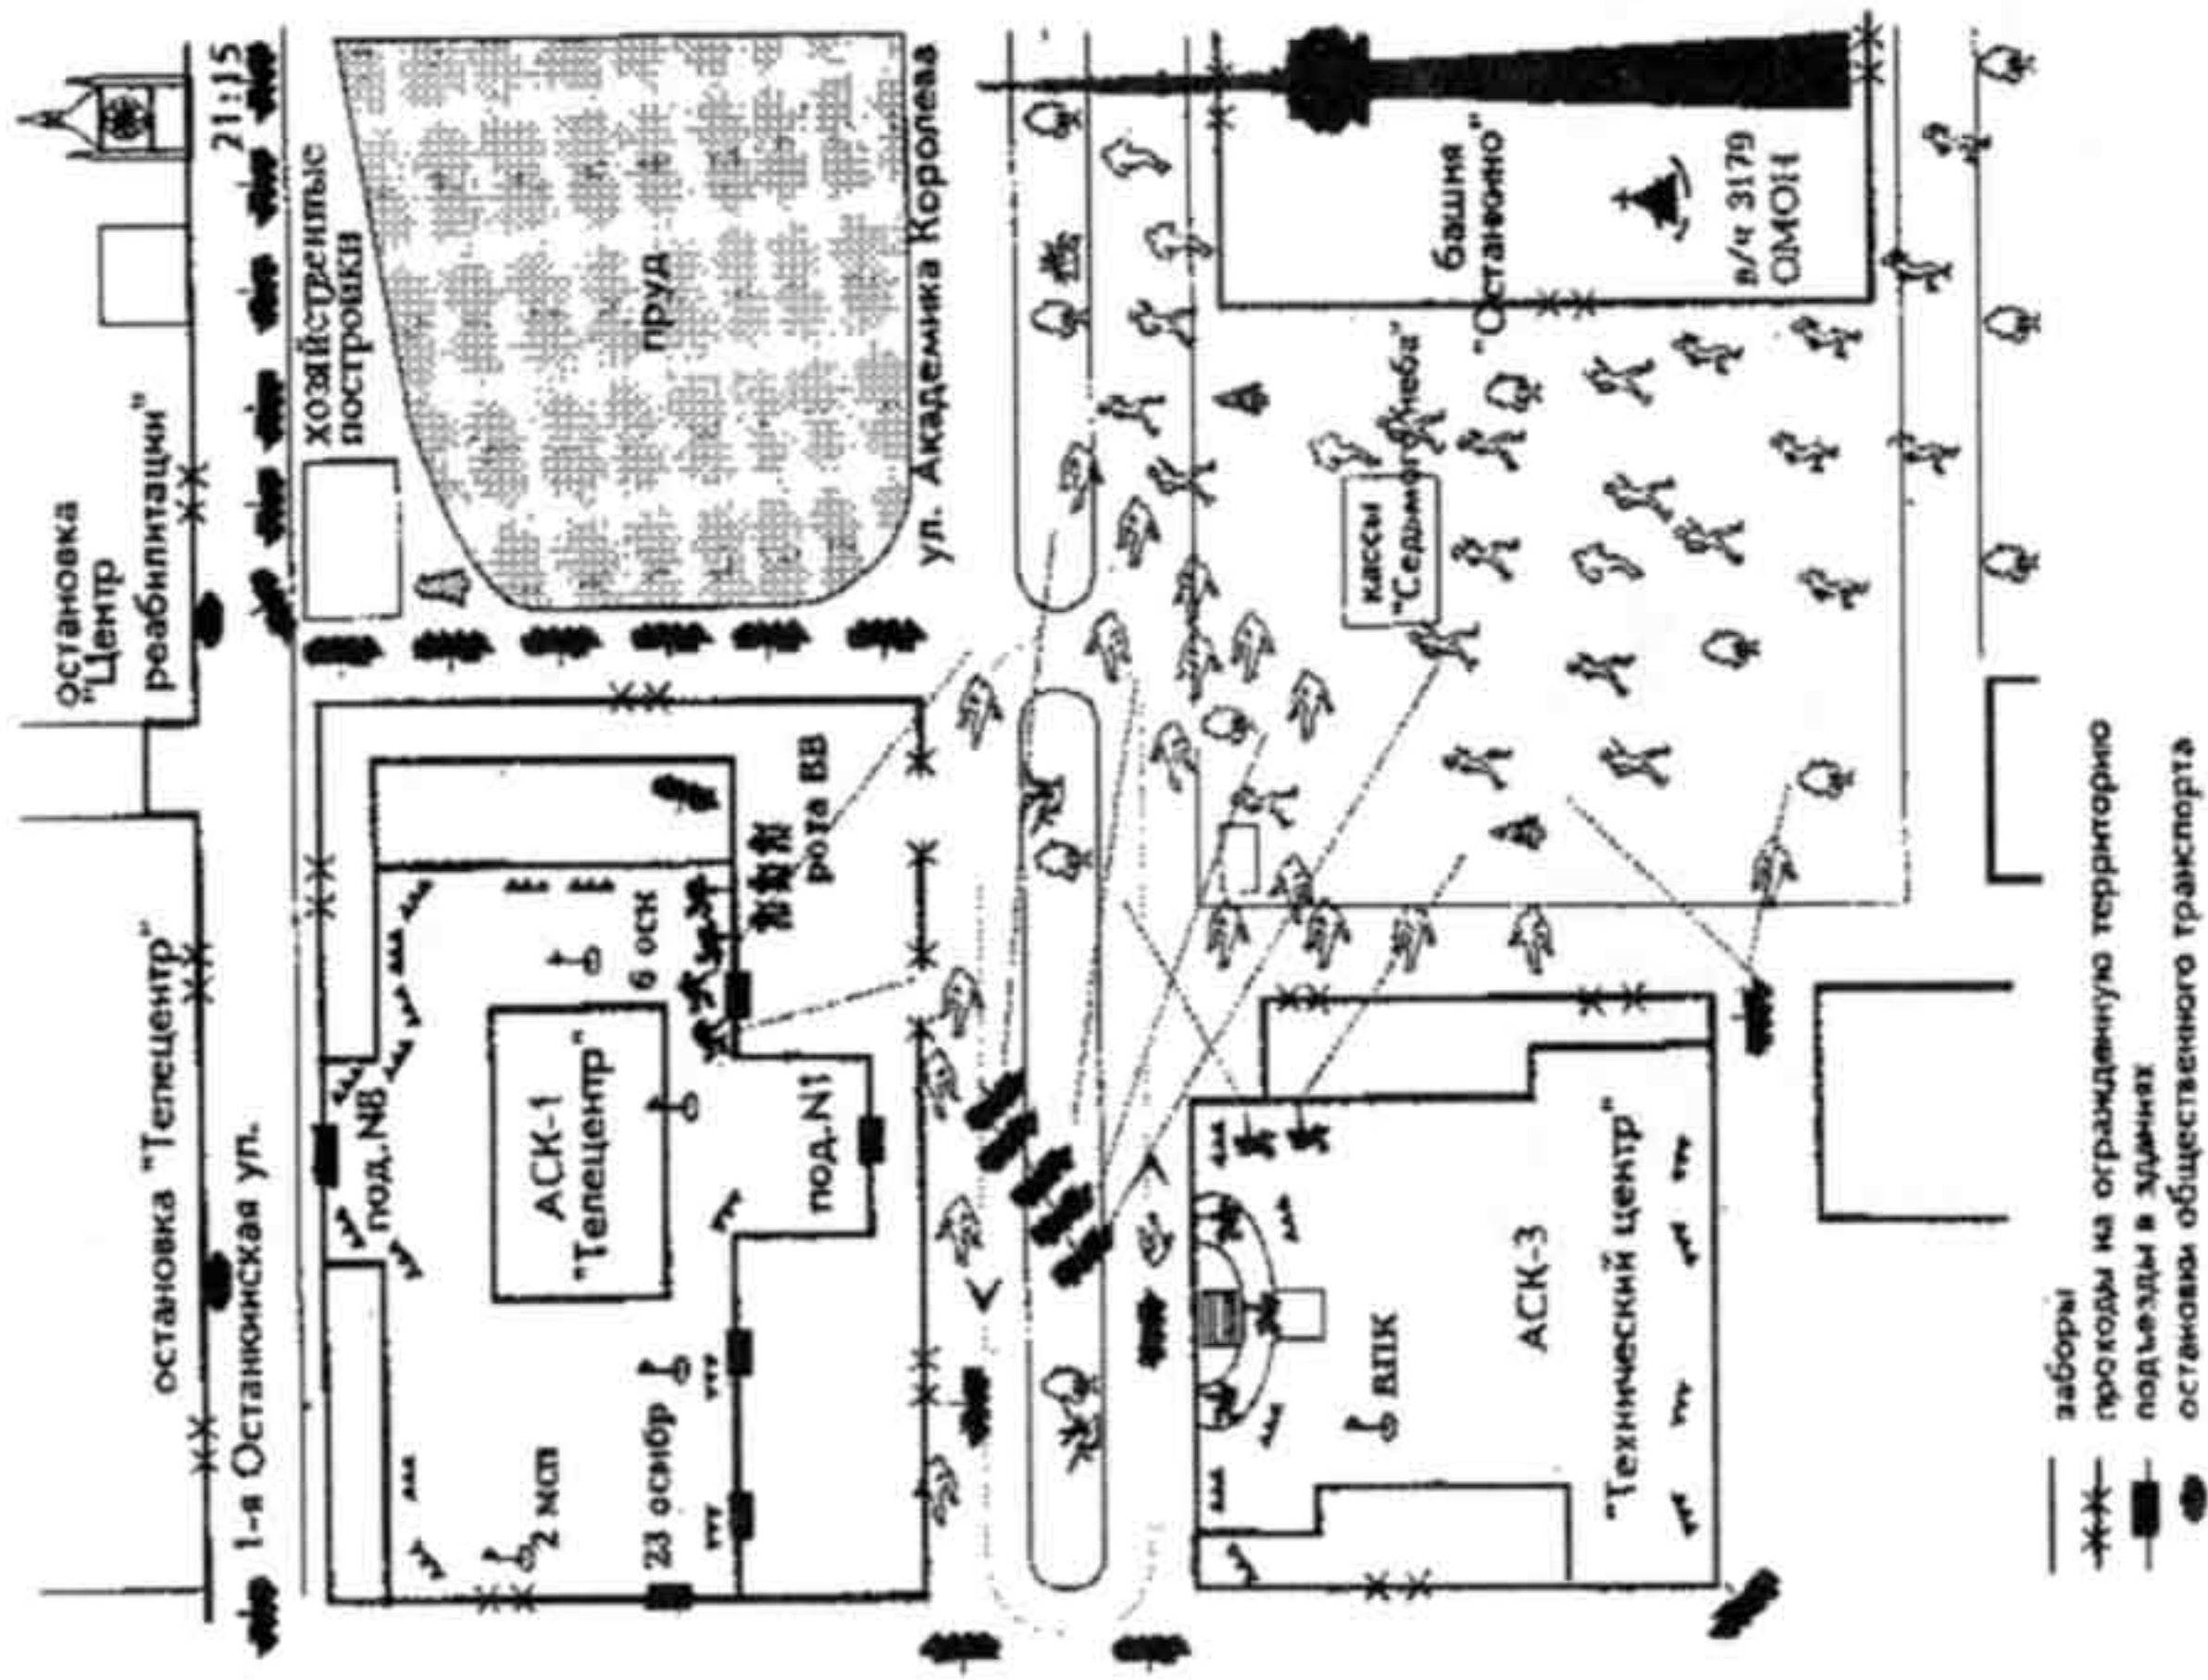 21:15
остановка
"Центр
реабилитации"
хозяйственные
постройки
пруд
ул. Академика Королева
остановка "Телецентр"
1-я Останкинская ул.
под.N8
АСК-1
"Телецентр"
6 осн
рота ВВ
под.N1
2 мсп
23 осибр
башня
"Останкино"
в/ч 3179
ОМОН
кассы
"Седьмого неба"
ВПК
АСК-3
"Технический центр"
заборы
проходы на огражденную территорию
подъезды в зданиях
остановки общественного транспорта